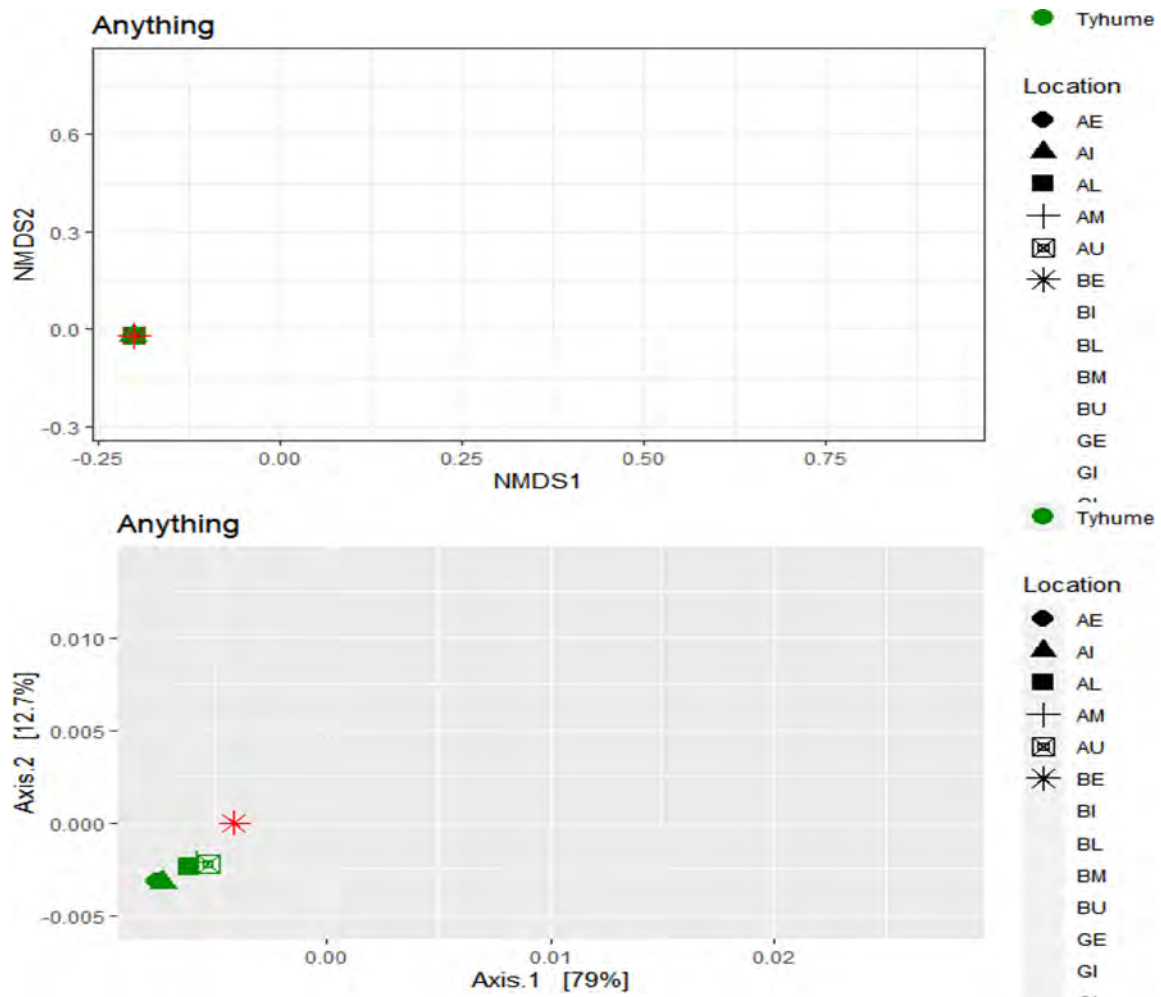 Anything
Tyhume
Location
AE
AI
AL
AM
AU
BE
BI
BL
BM
BU
GE
GI
NMDS2
0.6
0.3
0.0
-0.3
-0.25 0.00 0.25 0.50 0.75
NMDS1
Anything
Tyhume
Location
AE
AI
AL
AM
AU
BE
BI
BL
BM
BU
GE
GI
Axis.2 [12.7%]
0.010
0.005
0.000
-0.005
0.00 0.01 0.02
Axis.1 [79%]